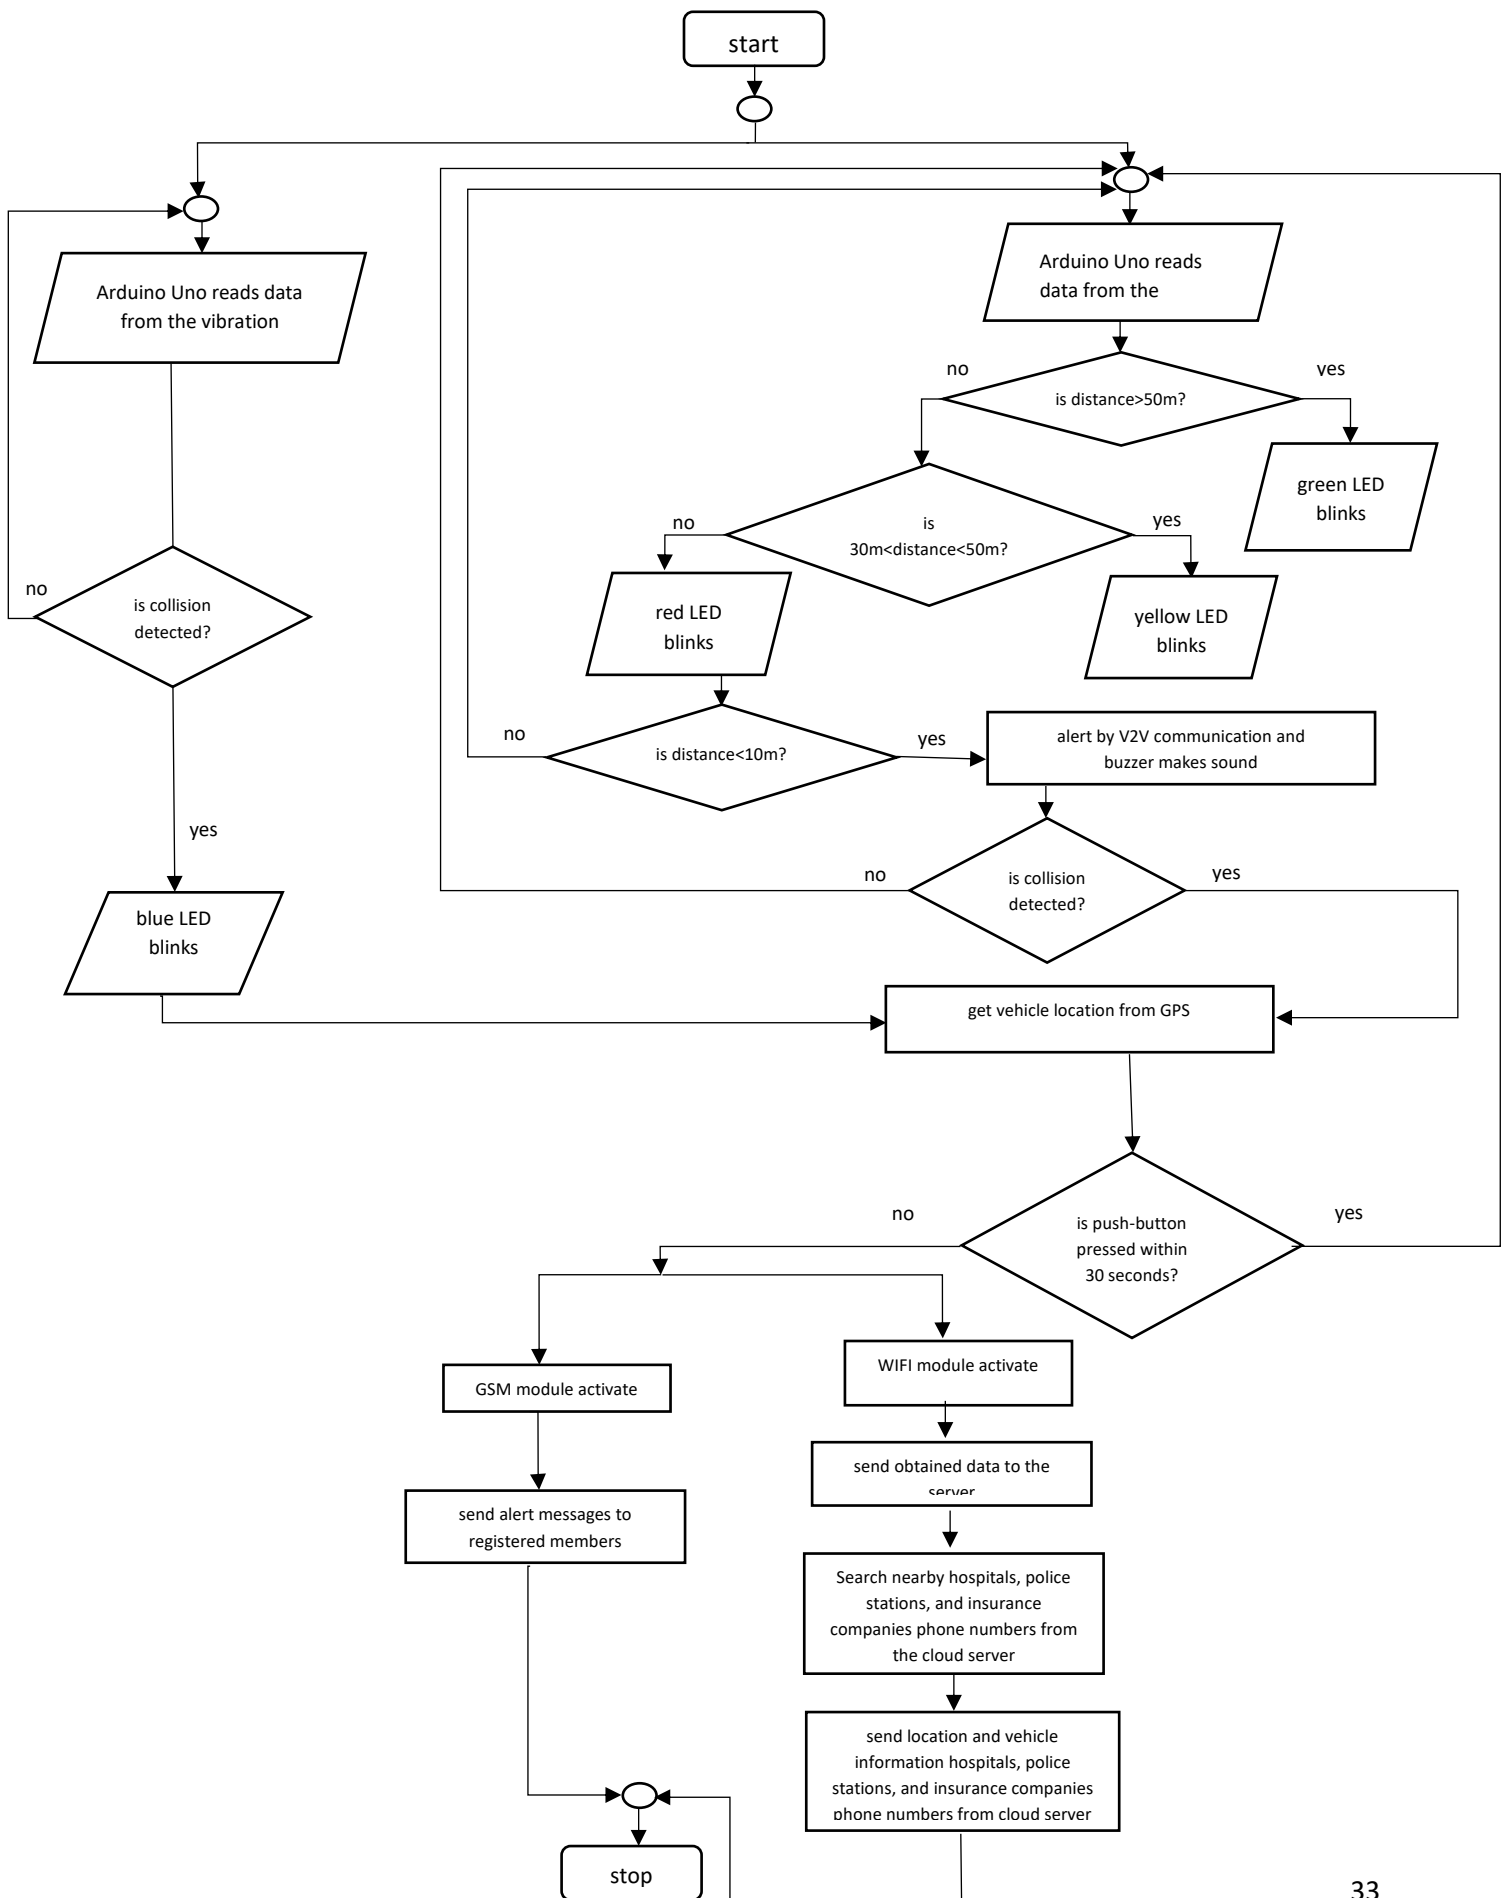 start
Arduino Uno reads data
from the vibration
Arduino Uno reads
data from the
no
yes
is distance>50m?
green LED
blinks
no
yes
is
30m<distance<50m?
no
is collision
detected?
red LED
blinks
yellow LED
blinks
no
yes
is distance<10m?
alert by V2V communication and
buzzer makes sound
yes
no
yes
is collision
detected?
blue LED
blinks
get vehicle location from GPS
no
yes
is push-button
pressed within
30 seconds?
GSM module activate
WIFI module activate
send obtained data to the
server
send alert messages to
registered members
Search nearby hospitals, police
stations, and insurance
companies phone numbers from
the cloud server
send location and vehicle
information hospitals, police
stations, and insurance companies
phone numbers from cloud server
stop
33